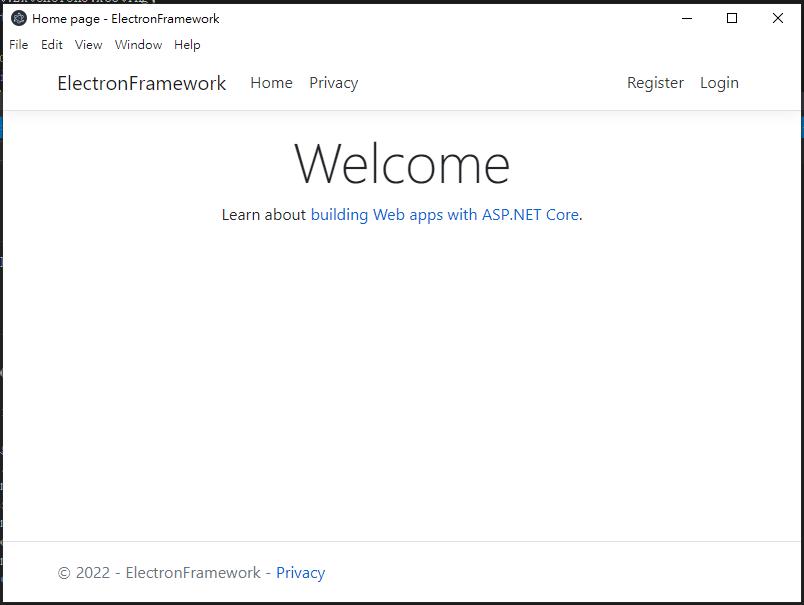 Home page - ElectronFramework
File Edit View Window Help
ElectronFramework Home Privacy Register Login
Welcome
Learn about building Web apps with ASP.NET Core.
© 2022 - ElectronFramework - Privacy